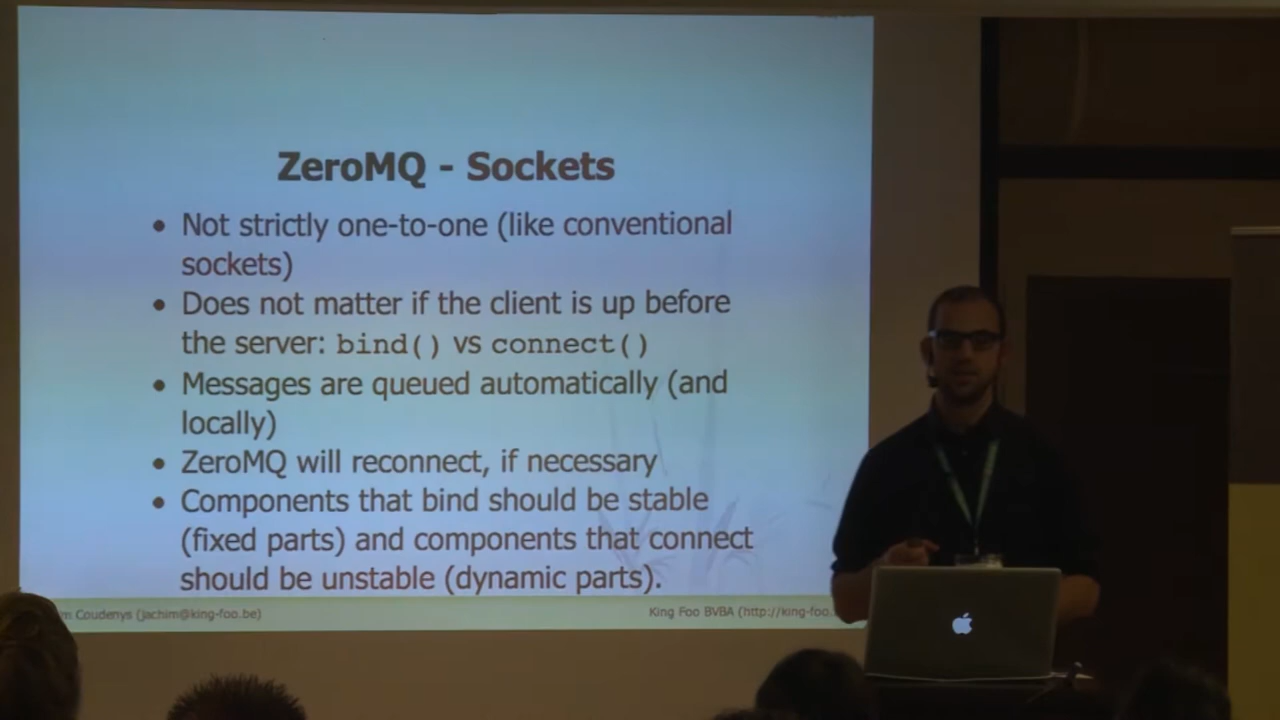 ZeroMQ - Sockets
• Not strictly one-to-one (like conventional
sockets)
• Does not matter if the client is up before
the server: bind() vs connect()
• Messages are queued automatically (and
locally)
• ZeroMQ will reconnect, if necessary
• Components that bind should be stable
(fixed parts) and components that connect
should be unstable (dynamic parts).
Coudenys (jachim@king-foo.be)
King Foo BVBA (http://king-foo.